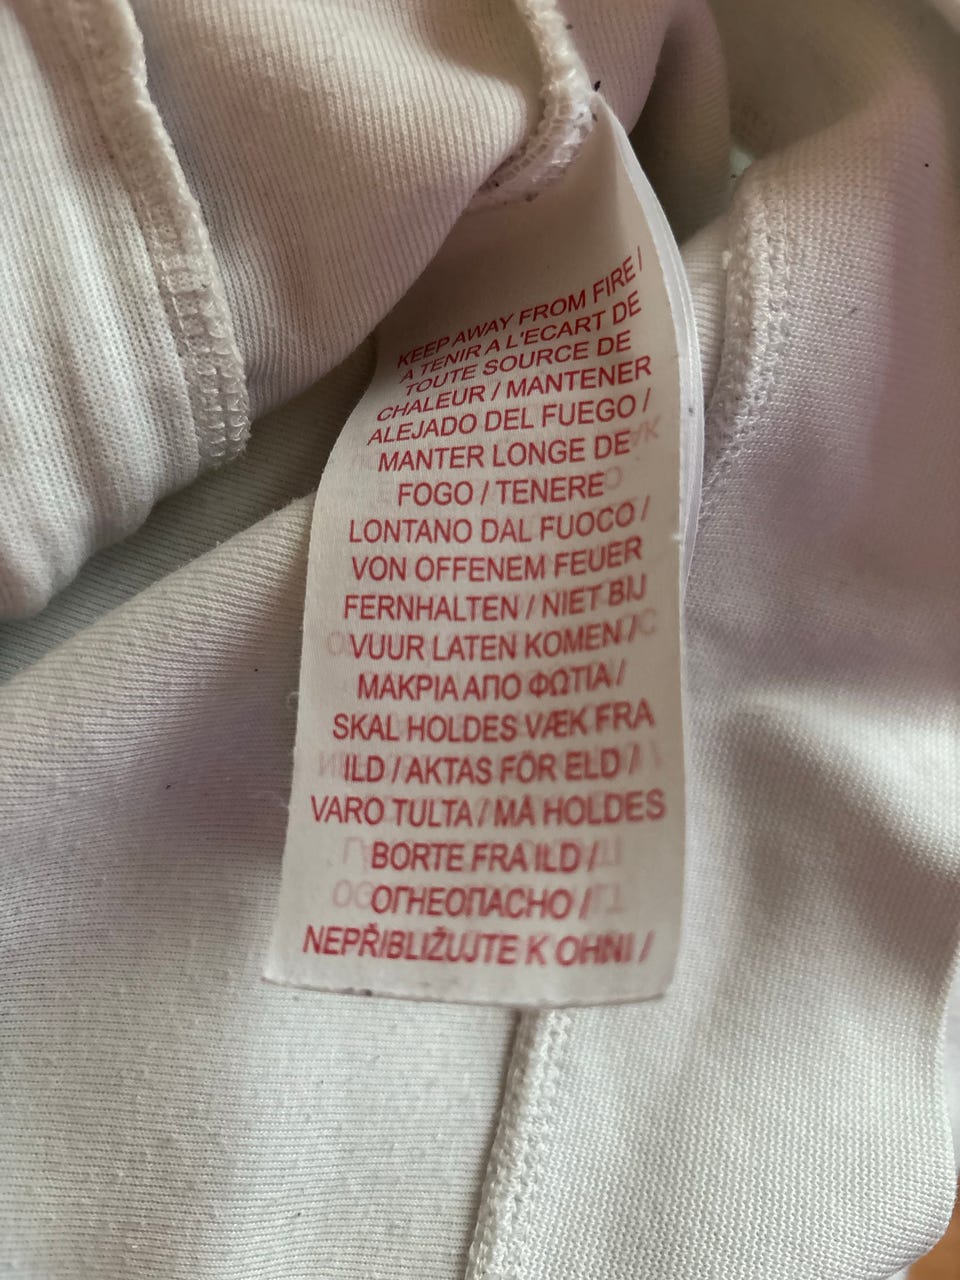 KEEP AWAY FROM FIRE /
A TENIR A L'ECART DE
TOUTE SOURCE DE
CHALEUR / MANTENER
ALEJADO DEL FUEGO /
MANTER LONGE DE
FOGO / TENERE
LONTANO DAL FUOCO /
VON OFFENEM FEUER
FERNHALTEN / NIET BIJ
VUUR LATEN KOMEN /
ΜΑΚΡΙΑ ΑΠΟ ΦΩΤΙΑ /
SKAL HOLDES VÆK FRA
ILD / AKTAS FÖR ELD /
VARO TULTA / MA HOLDES
BORTE FRA ILD /
ОГНЕОПАСНО /
NEPŘIBLIŽUJTE K OHNI /